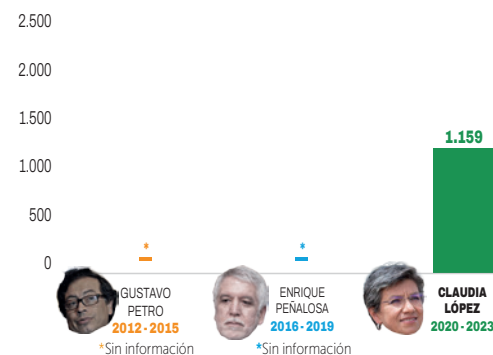 2.500
2.000
1.500
1.000
500
0
*
*
1.159
GUSTAVO
PETRO
2012 - 2015
*Sin información
ENRIQUE
PEÑALOSA
2016 - 2019
*Sin información
CLAUDIA
LÓPEZ
2020 - 2023